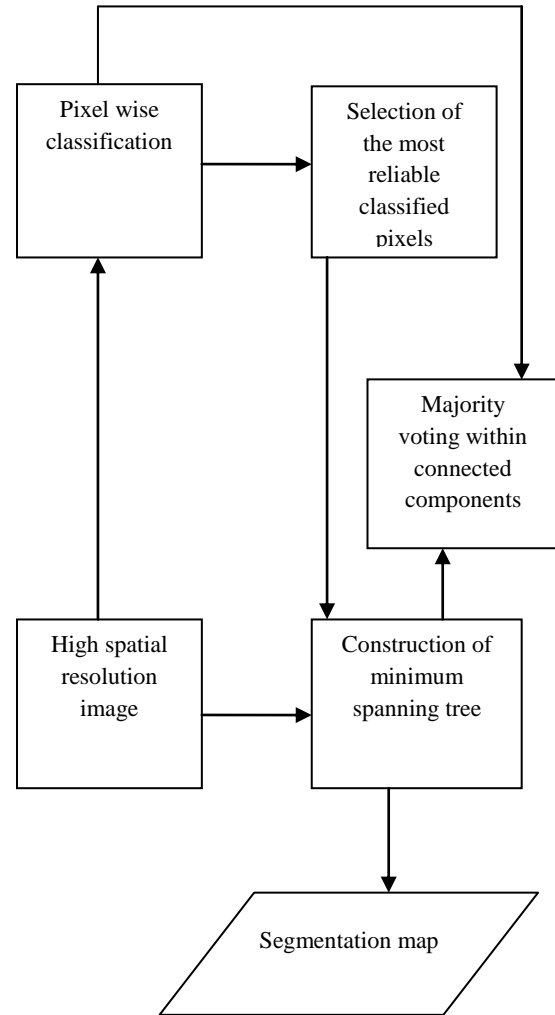 Pixel wise
classification
Selection of
the most
reliable
classified
pixels
Majority
voting within
connected
components
High spatial
resolution
image
Construction of
minimum
spanning tree
Segmentation map